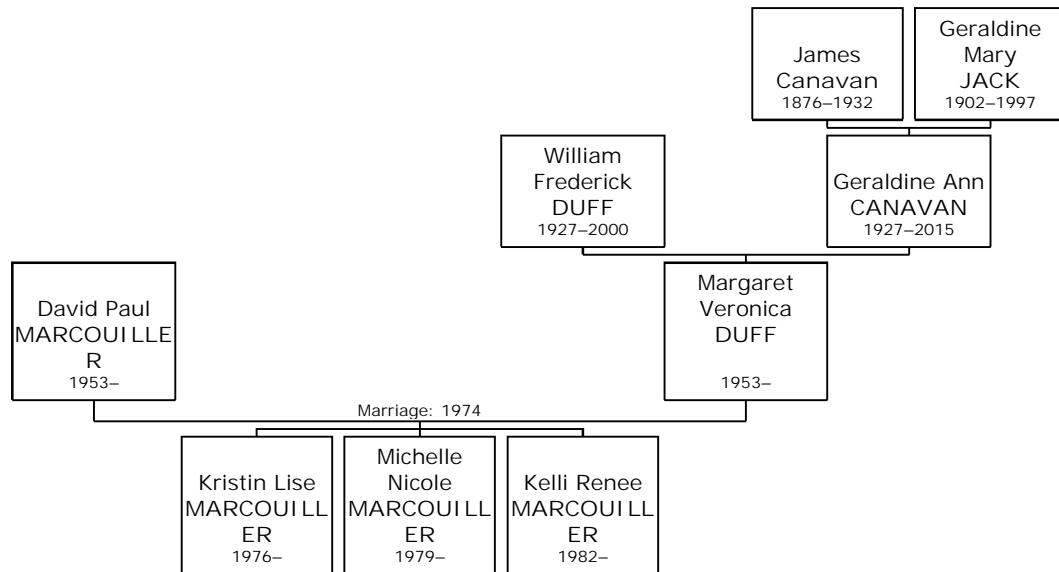 James
Canavan
1876–1932
Geraldine
Mary
JACK
1902–1997
William
Frederick
DUFF
1927–2000
Geraldine Ann
CANAVAN
1927–2015
David Paul
MARCOUILLE
R
1953–
Margaret
Veronica
DUFF
1953–
Marriage: 1974
Kristin Lise
MARCOUILL
ER
1976–
Michelle
Nicole
MARCOUILL
ER
1979–
Kelli Renee
MARCOUILL
ER
1982–